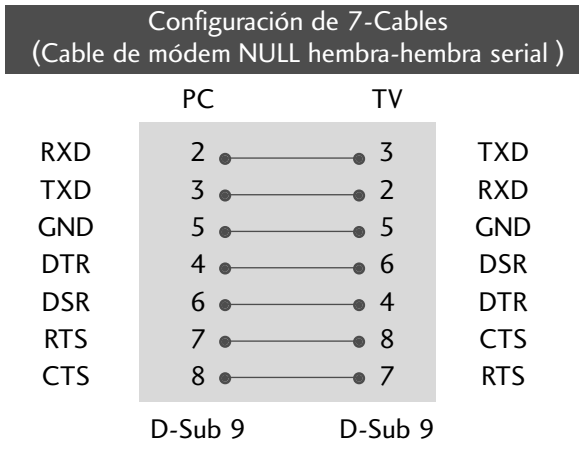 Configuración de 7-Cables
(Cable de módem NULL hembra-hembra serial )
PC TV
RXD 2 3 TXD
TXD 3 2 RXD
GND 5 5 GND
DTR 4 6 DSR
DSR 6 4 DTR
RTS 7 8 CTS
CTS 8 7 RTS
D-Sub 9 D-Sub 9